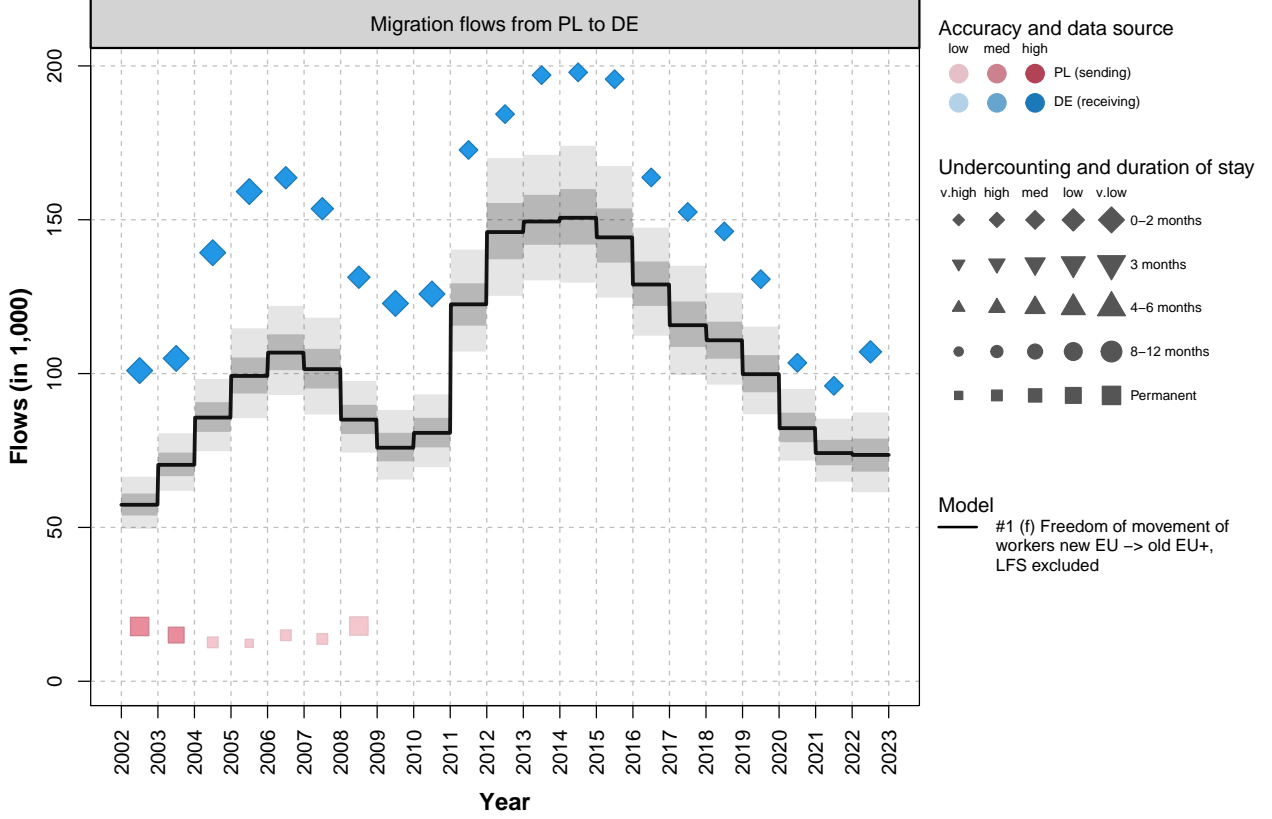 Migration flows from PL to DE
Flows (in 1,000)
200
150
100
50
0
2002
2003
2004
2005
2006
2007
2008
2009
2010
2011
2012
2013
2014
2015
2016
2017
2018
2019
2020
2021
2022
2023
Year
Accuracy and data source
low med high
PL (sending)
DE (receiving)
Undercounting and duration of stay
v.high high med low v.low
0–2 months
3 months
4–6 months
8–12 months
Permanent
Model
#1 (f) Freedom of movement of
workers new EU −> old EU+,
LFS excluded